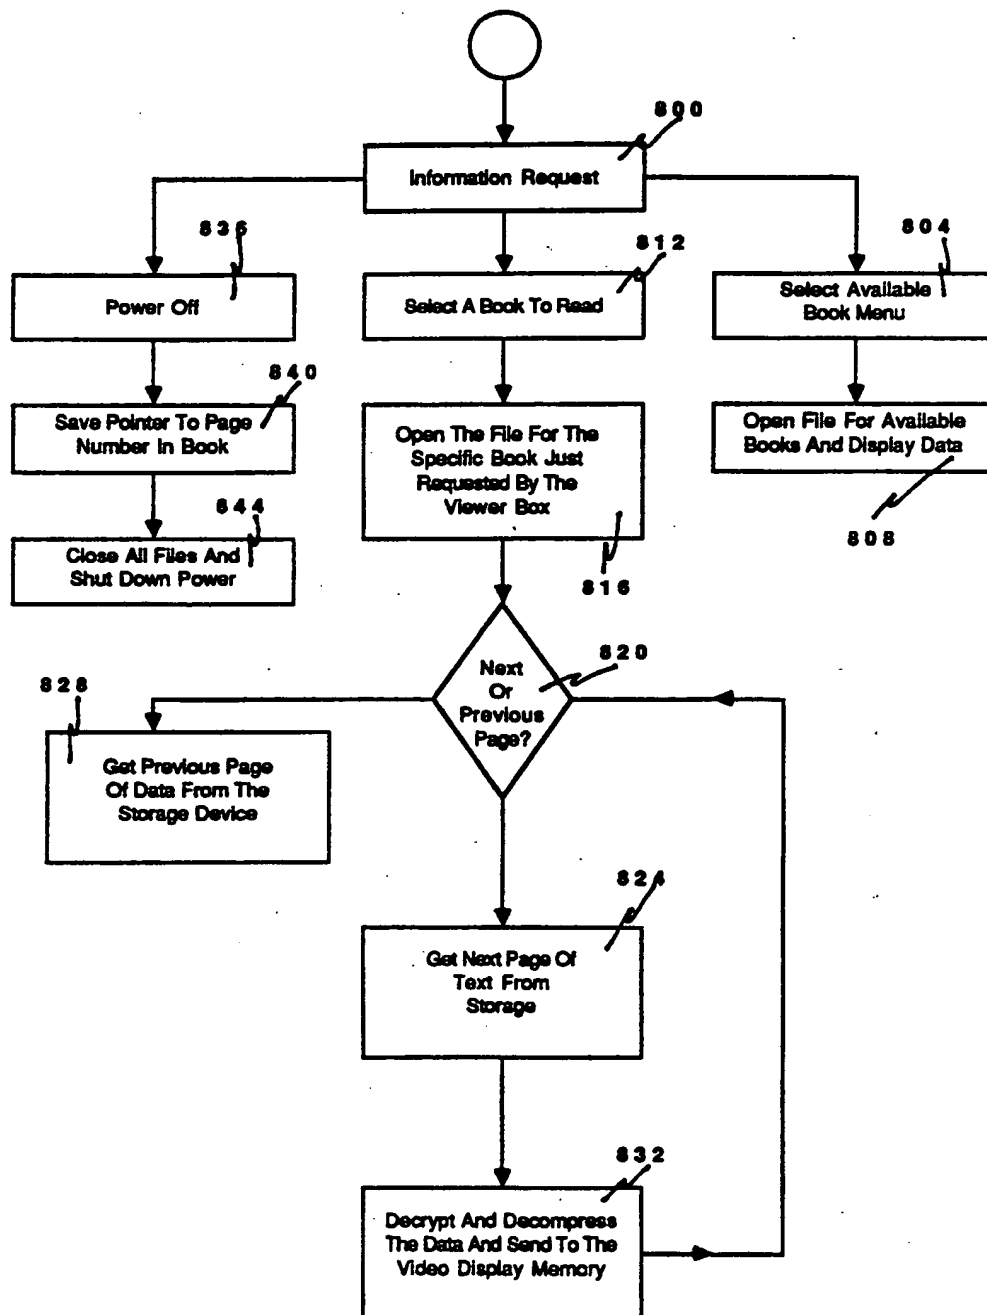 800
Information Request
836
812
804
Power Off
Select A Book To Read
Select Available
Book Menu
840
Save Pointer To Page
Number In Book
Open The File For The
Specific Book Just
Requested By The
Viewer Box
Open File For Available
Books And Display Data
844
Close All Files And
Shut Down Power
816
808
820
Next
Or
Previous
Page?
828
Get Previous Page
Of Data From The
Storage Device
824
Get Next Page Of
Text From
Storage
832
Decrypt And Decompress
The Data And Send To The
Video Display Memory